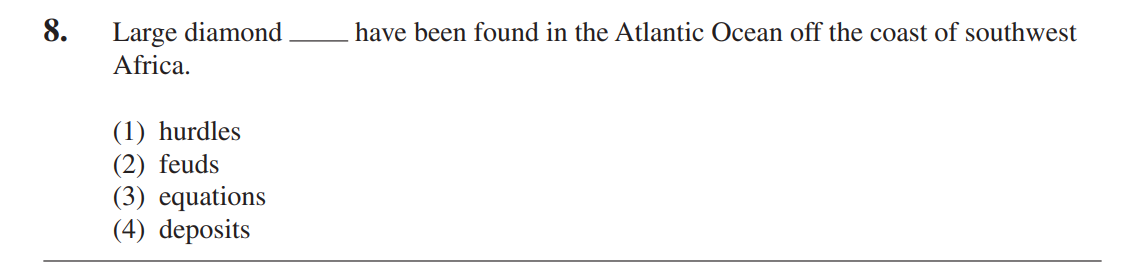 8. Large diamond _____ have been found in the Atlantic Ocean off the coast of southwest
Africa.
(1) hurdles
(2) feuds
(3) equations
(4) deposits